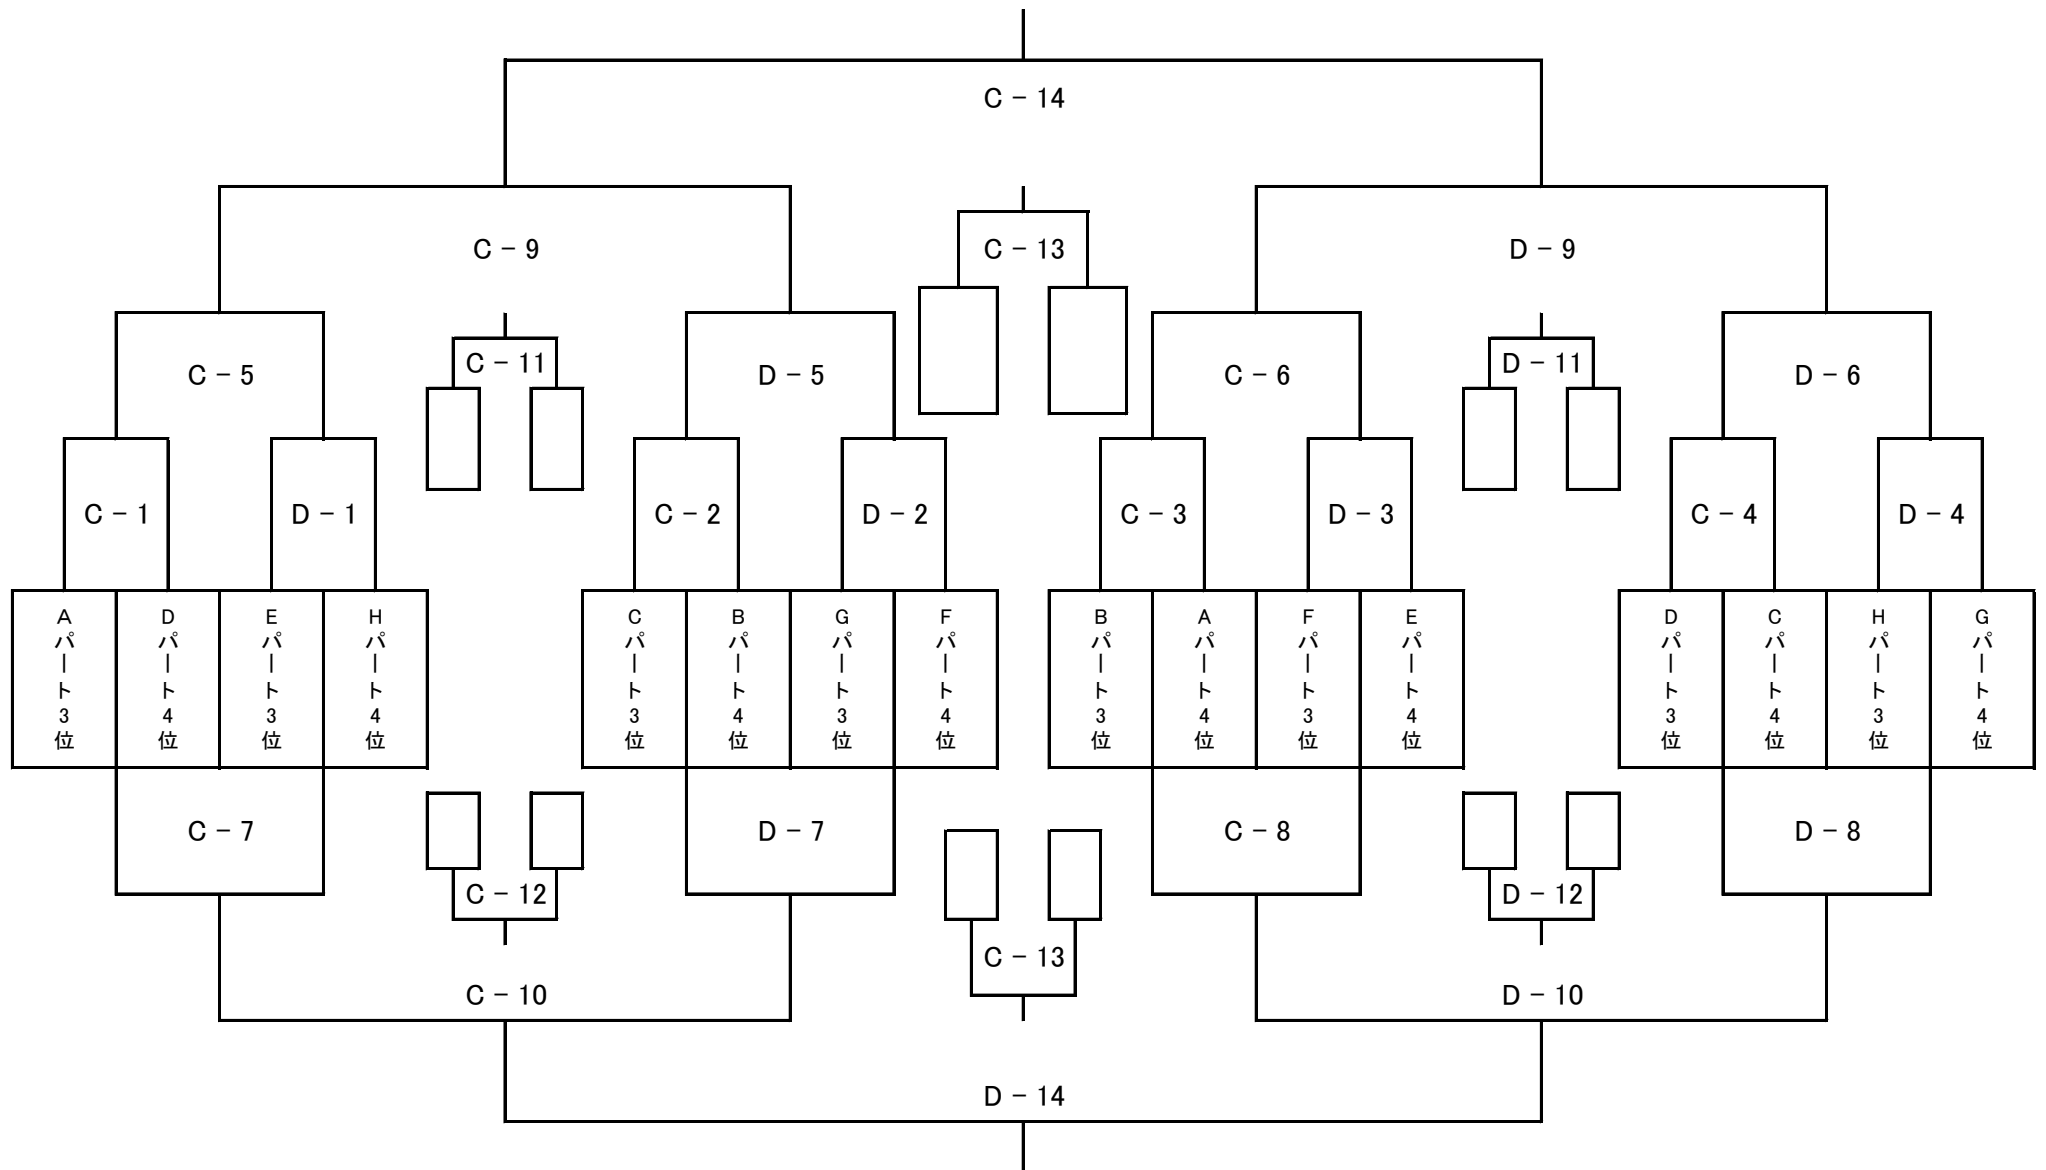 C − 14
C − 9
C − 13
D − 9
C − 5
C − 11
D − 5
C − 6
D − 11
D − 6
C − 1
D − 1
C − 2
D − 2
C − 3
D − 3
C − 4
D − 4
Aパート3位
Dパート4位
Eパート3位
Hパート4位
Cパート3位
Bパート4位
Gパート3位
Fパート4位
Bパート3位
Aパート4位
Fパート3位
Eパート4位
Dパート3位
Cパート4位
Hパート3位
Gパート4位
C − 7
D − 7
C − 8
D − 8
C − 12
D − 12
C − 13
C − 10
D − 10
D − 14